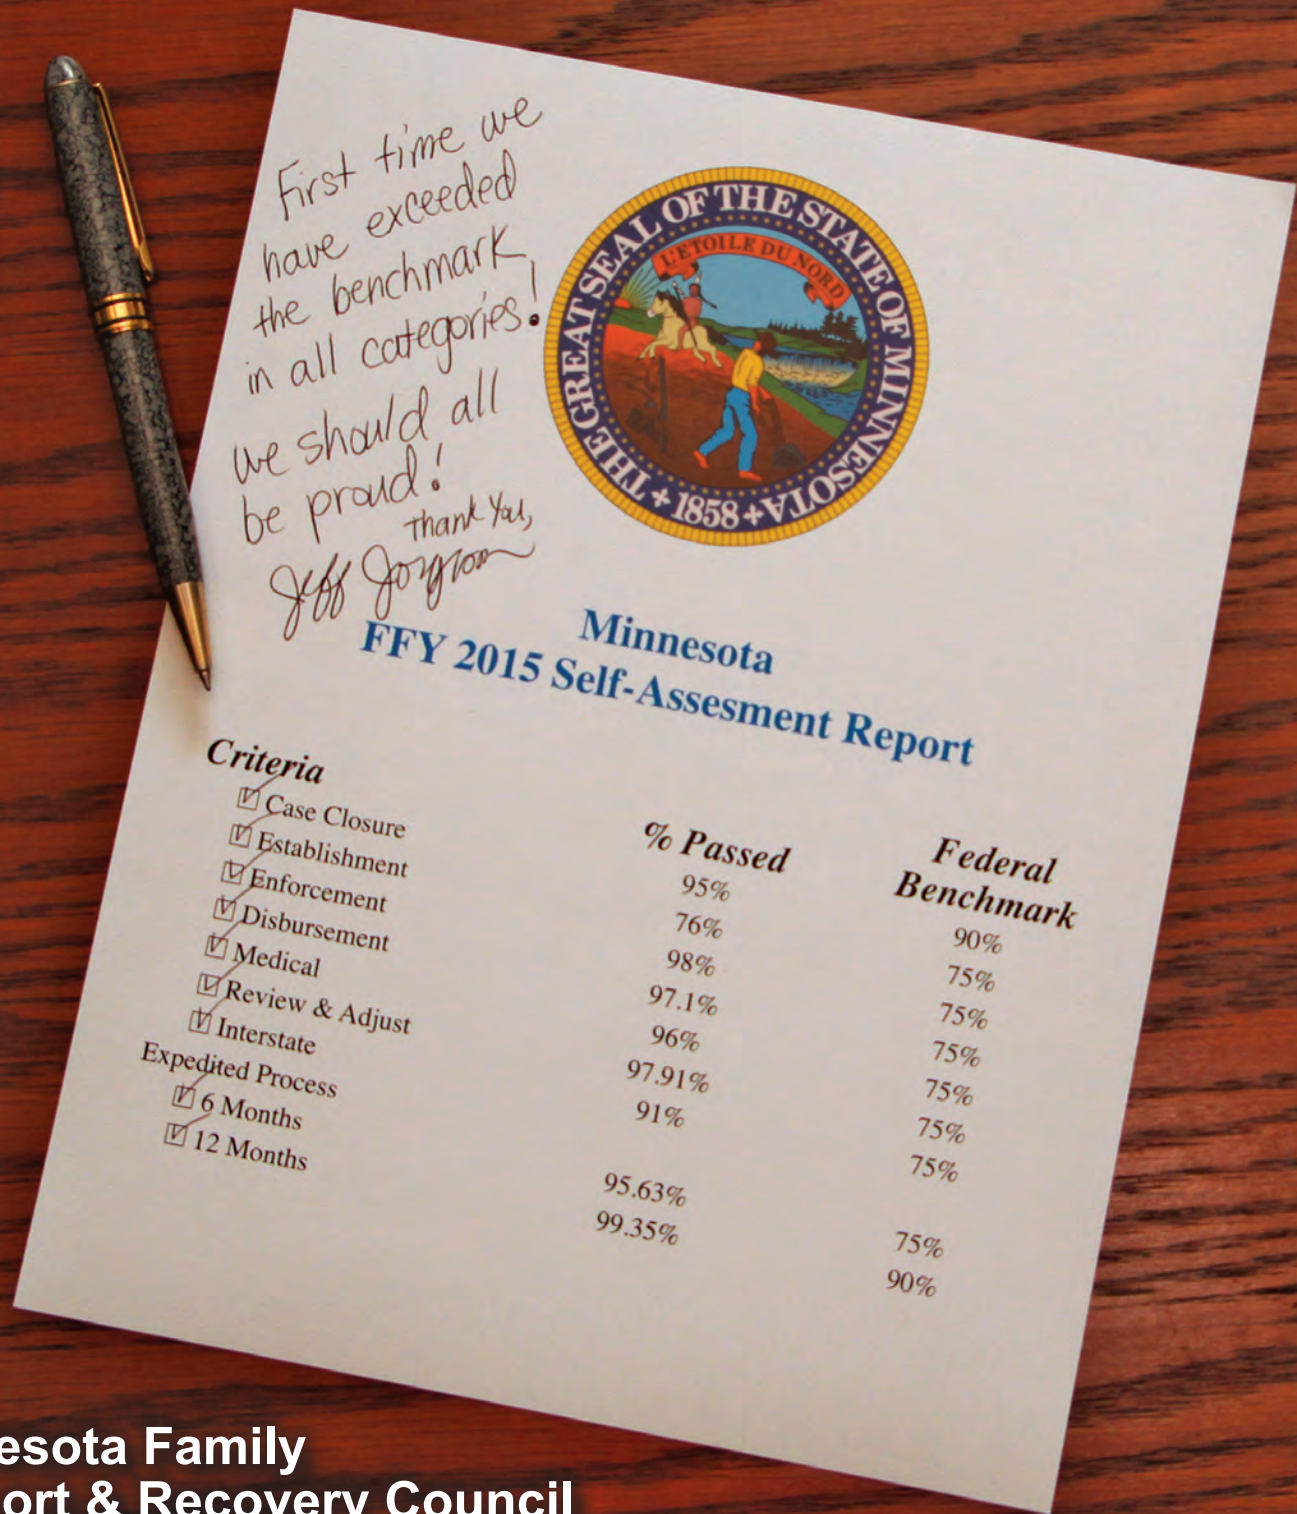 First time we
have exceeded
the benchmark
in all categories!
we should all
be proud!
Thank You,
Jeff
THE GREAT SEAL OF THE STATE OF MINNESOTA
L'ETOILE DU NORD
1858
Minnesota
FFY 2015 Self-Assesment Report
Criteria % Passed Federal Benchmark
Case Closure 95% 90%
Establishment 76% 75%
Enforcement 98% 75%
Disbursement 97.1% 75%
Medical 96% 75%
Review & Adjust 97.91% 75%
Interstate 91% 75%
Expedited Process
6 Months 95.63% 75%
12 Months 99.35% 90%
esota Family
ort & Recovery Council